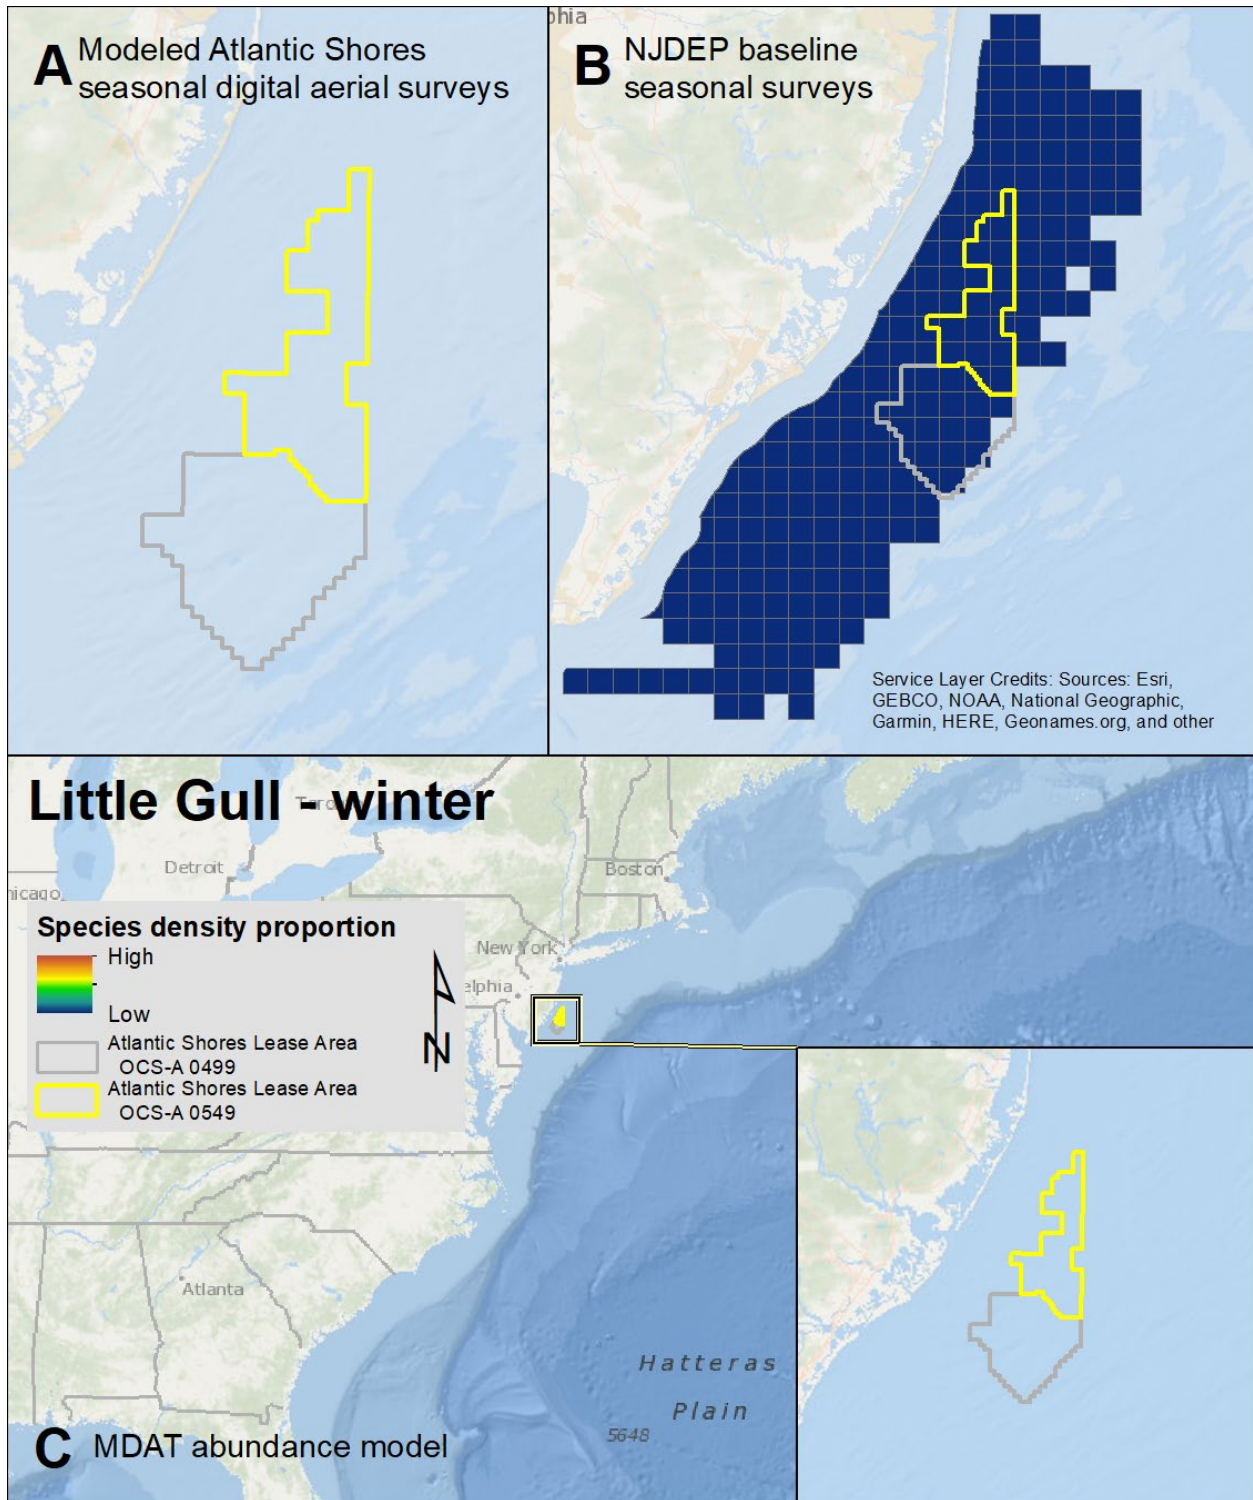 A Modeled Atlantic Shores
seasonal digital aerial surveys
phia
B NJDEP baseline
seasonal surveys
Service Layer Credits: Sources: Esri,
GEBCO, NOAA, National Geographic,
Garmin, HERE, Geonames.org, and other
Little Gull - winter
Detroit
Boston
hicago
Species density proportion
High
Low
Atlantic Shores Lease Area
OCS-A 0499
Atlantic Shores Lease Area
OCS-A 0549
N
New York
elphia
Atlanta
Hatteras
Plain
5648
C MDAT abundance model